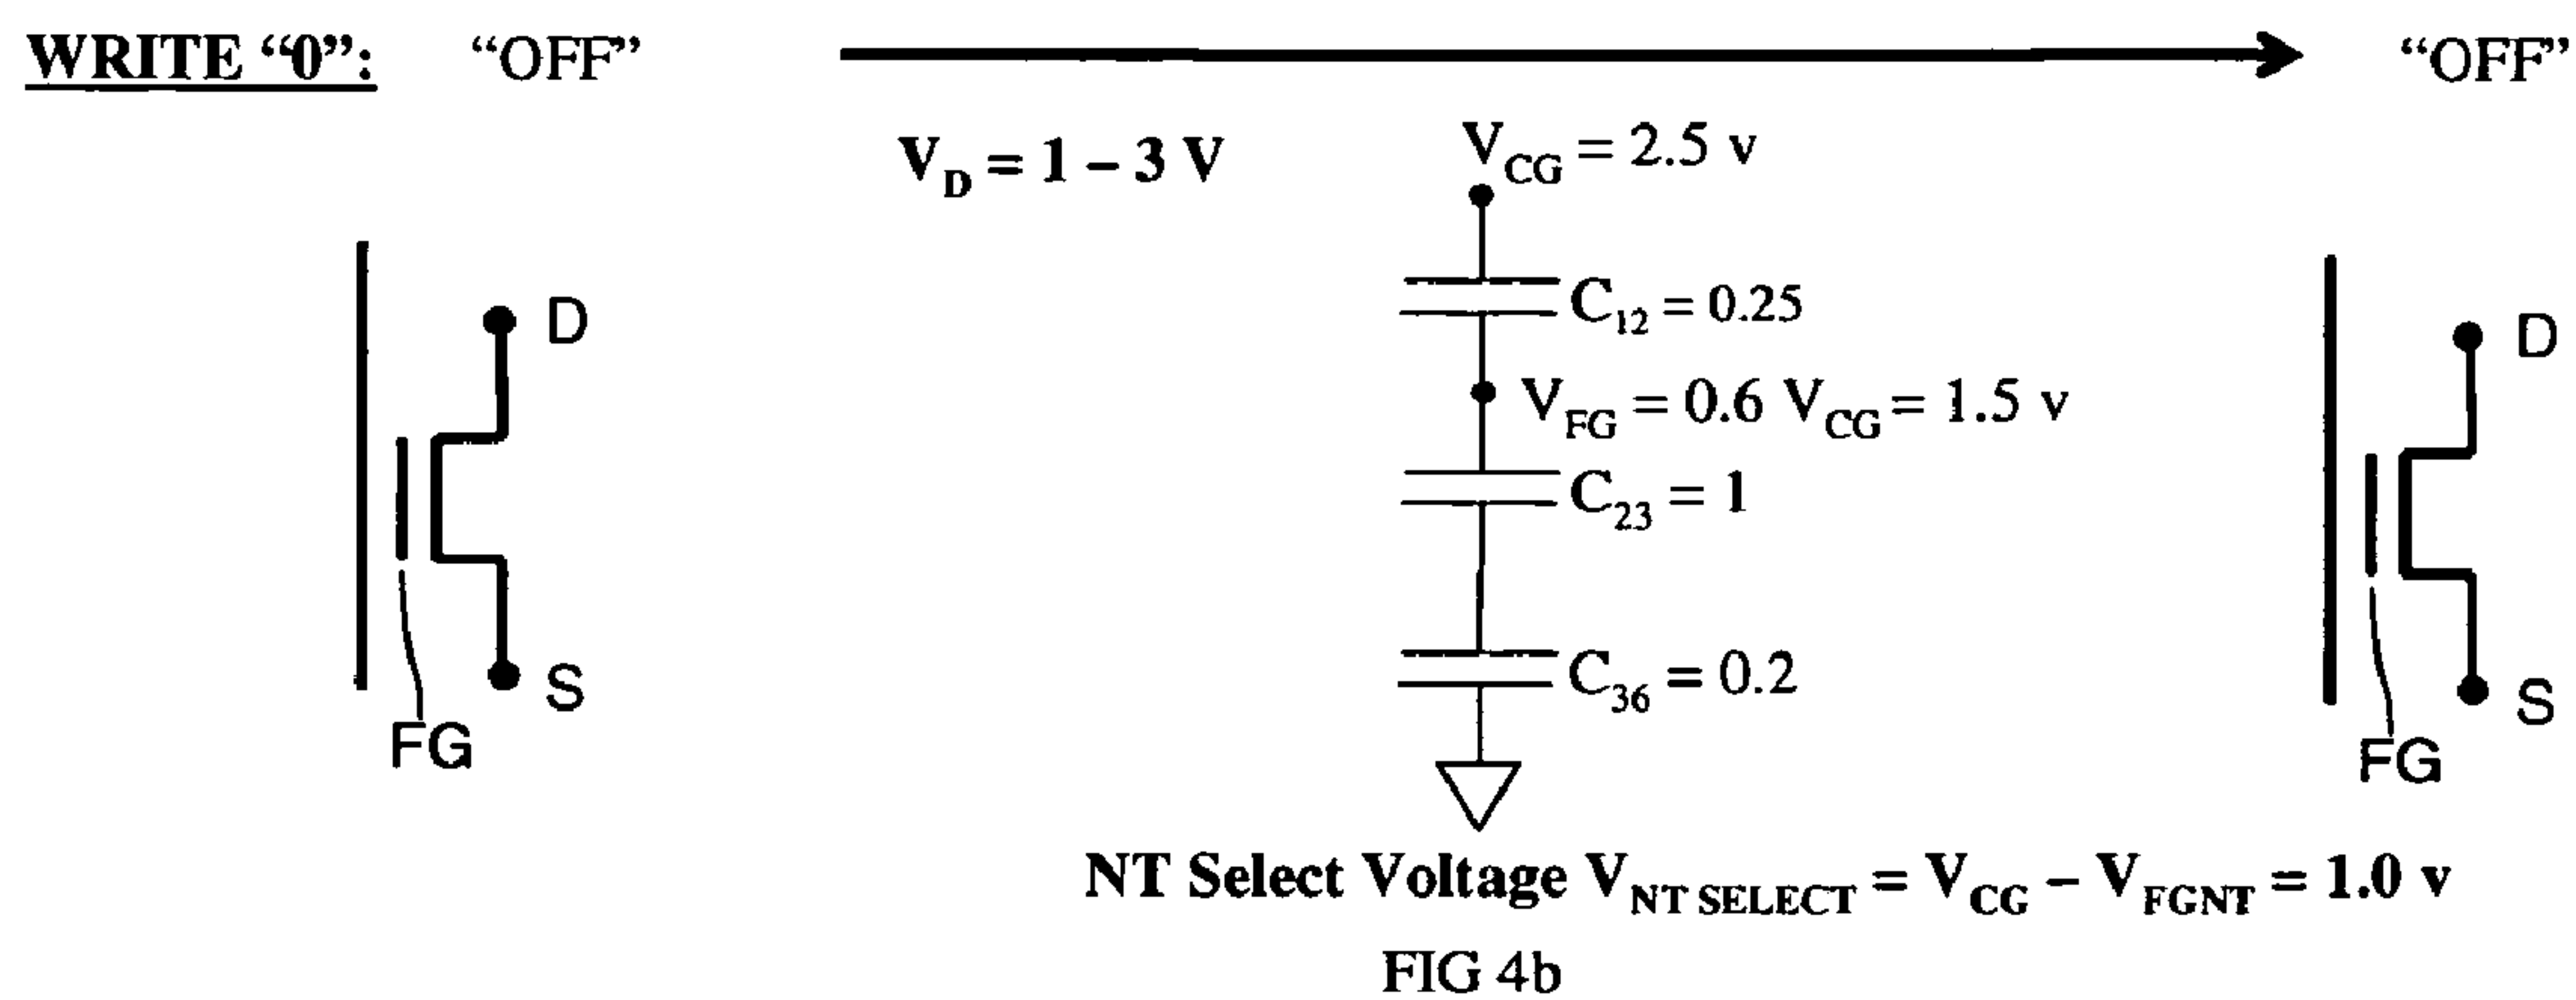 WRITE “0”: “OFF” “OFF”
V_D = 1 – 3 V
V_CG = 2.5 v
C_12 = 0.25
D
D
V_FG = 0.6 V_CG = 1.5 v
C_23 = 1
C_36 = 0.2
S
S
FG
FG
NT Select Voltage V_NT SELECT = V_CG – V_FGNT = 1.0 v
FIG 4b